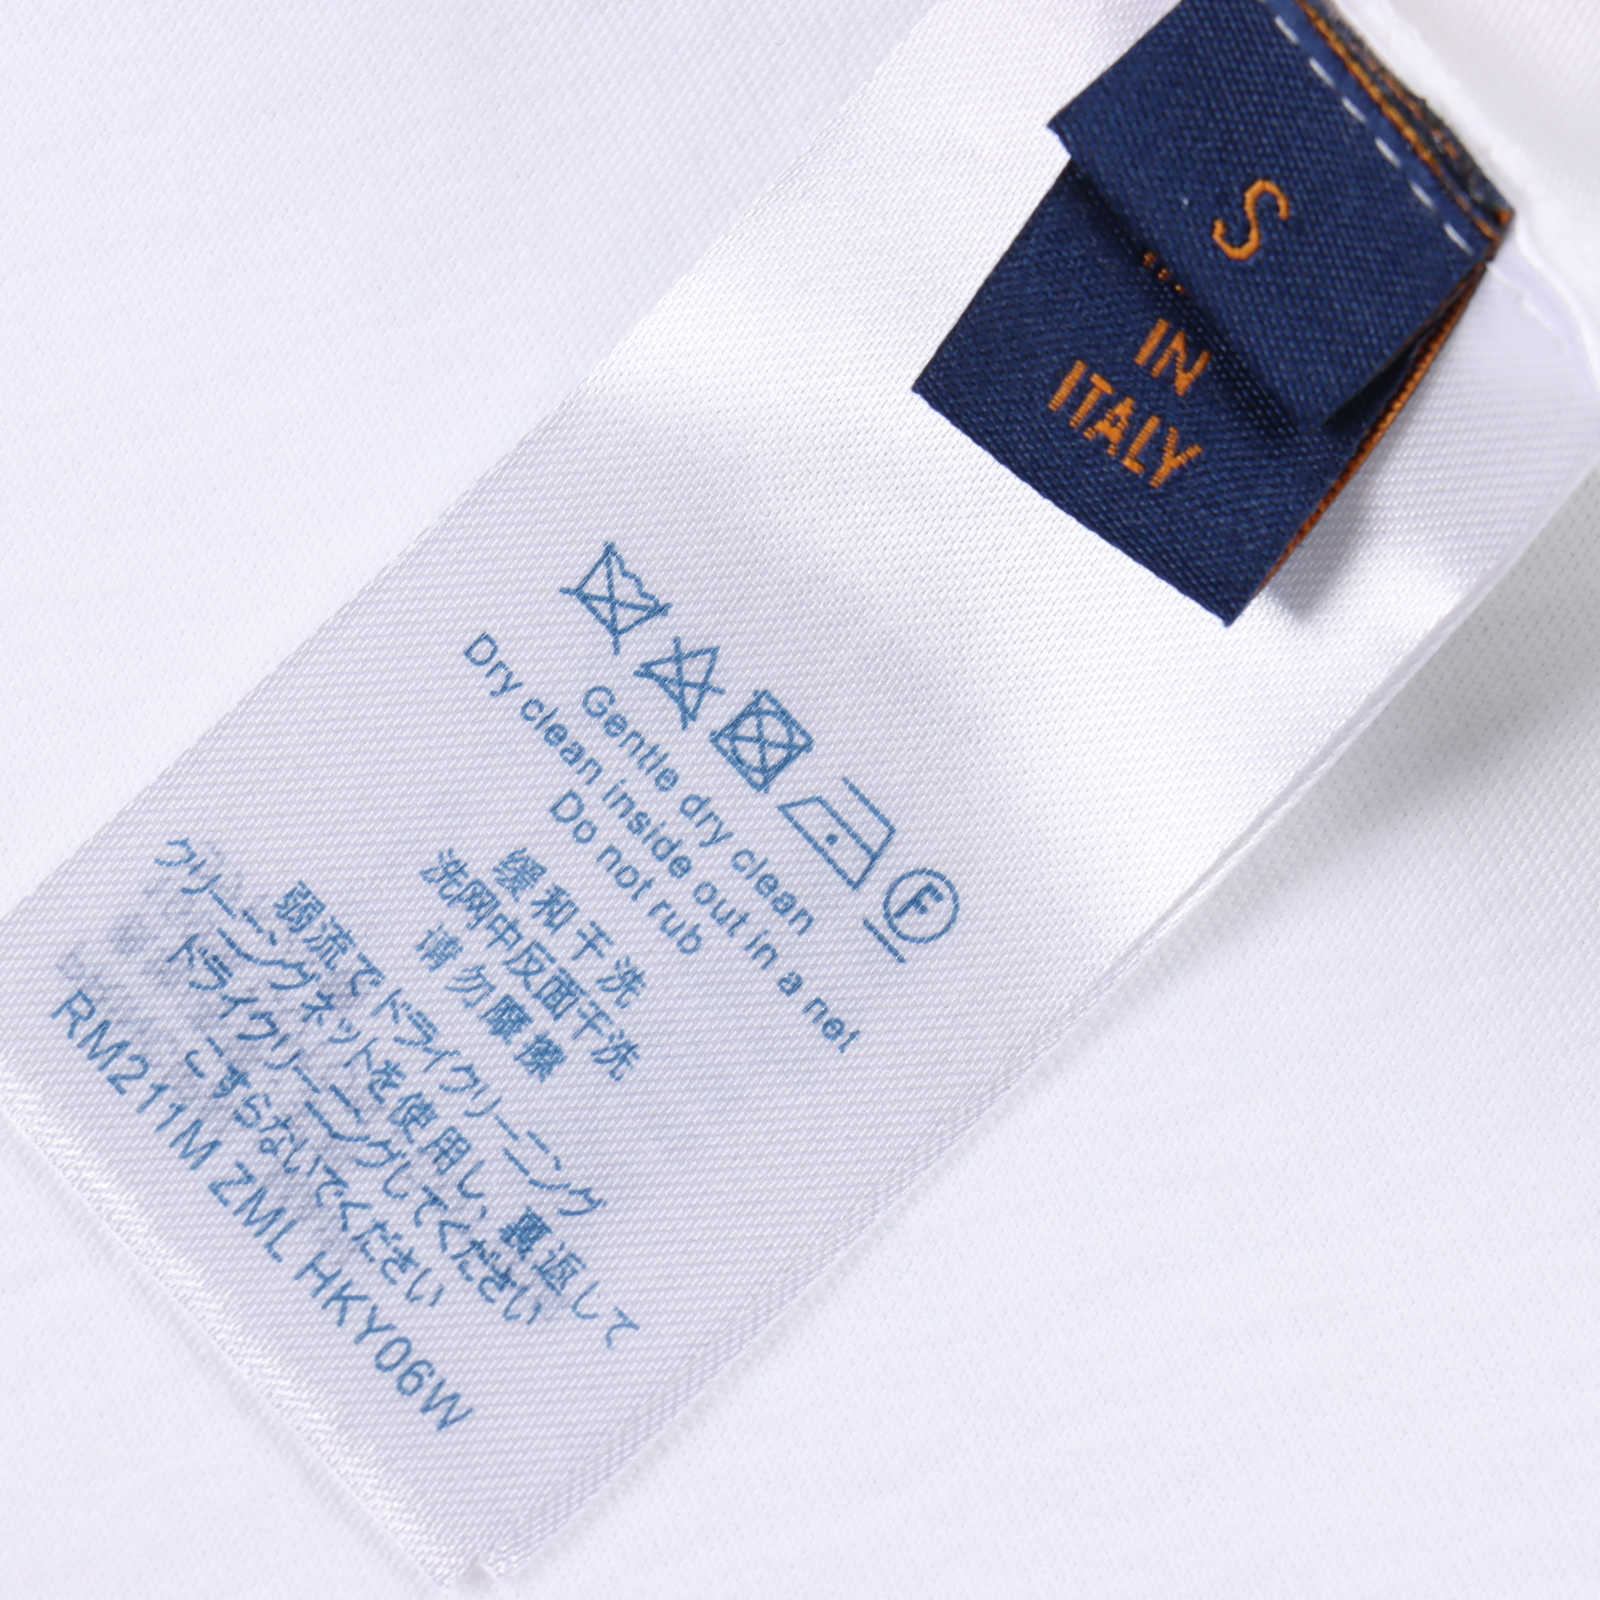 S
IN
ITALY
F
Gentle dry clean
Dry clean inside out in a net
Do not rub
缓和干洗
洗网中反面干洗
请勿摩擦
弱流でドライクリーニング
クリーニングネットを使用し、裏返して
ドライクリーニングしてください
こすらないでください
RM211M ZML HKY06W